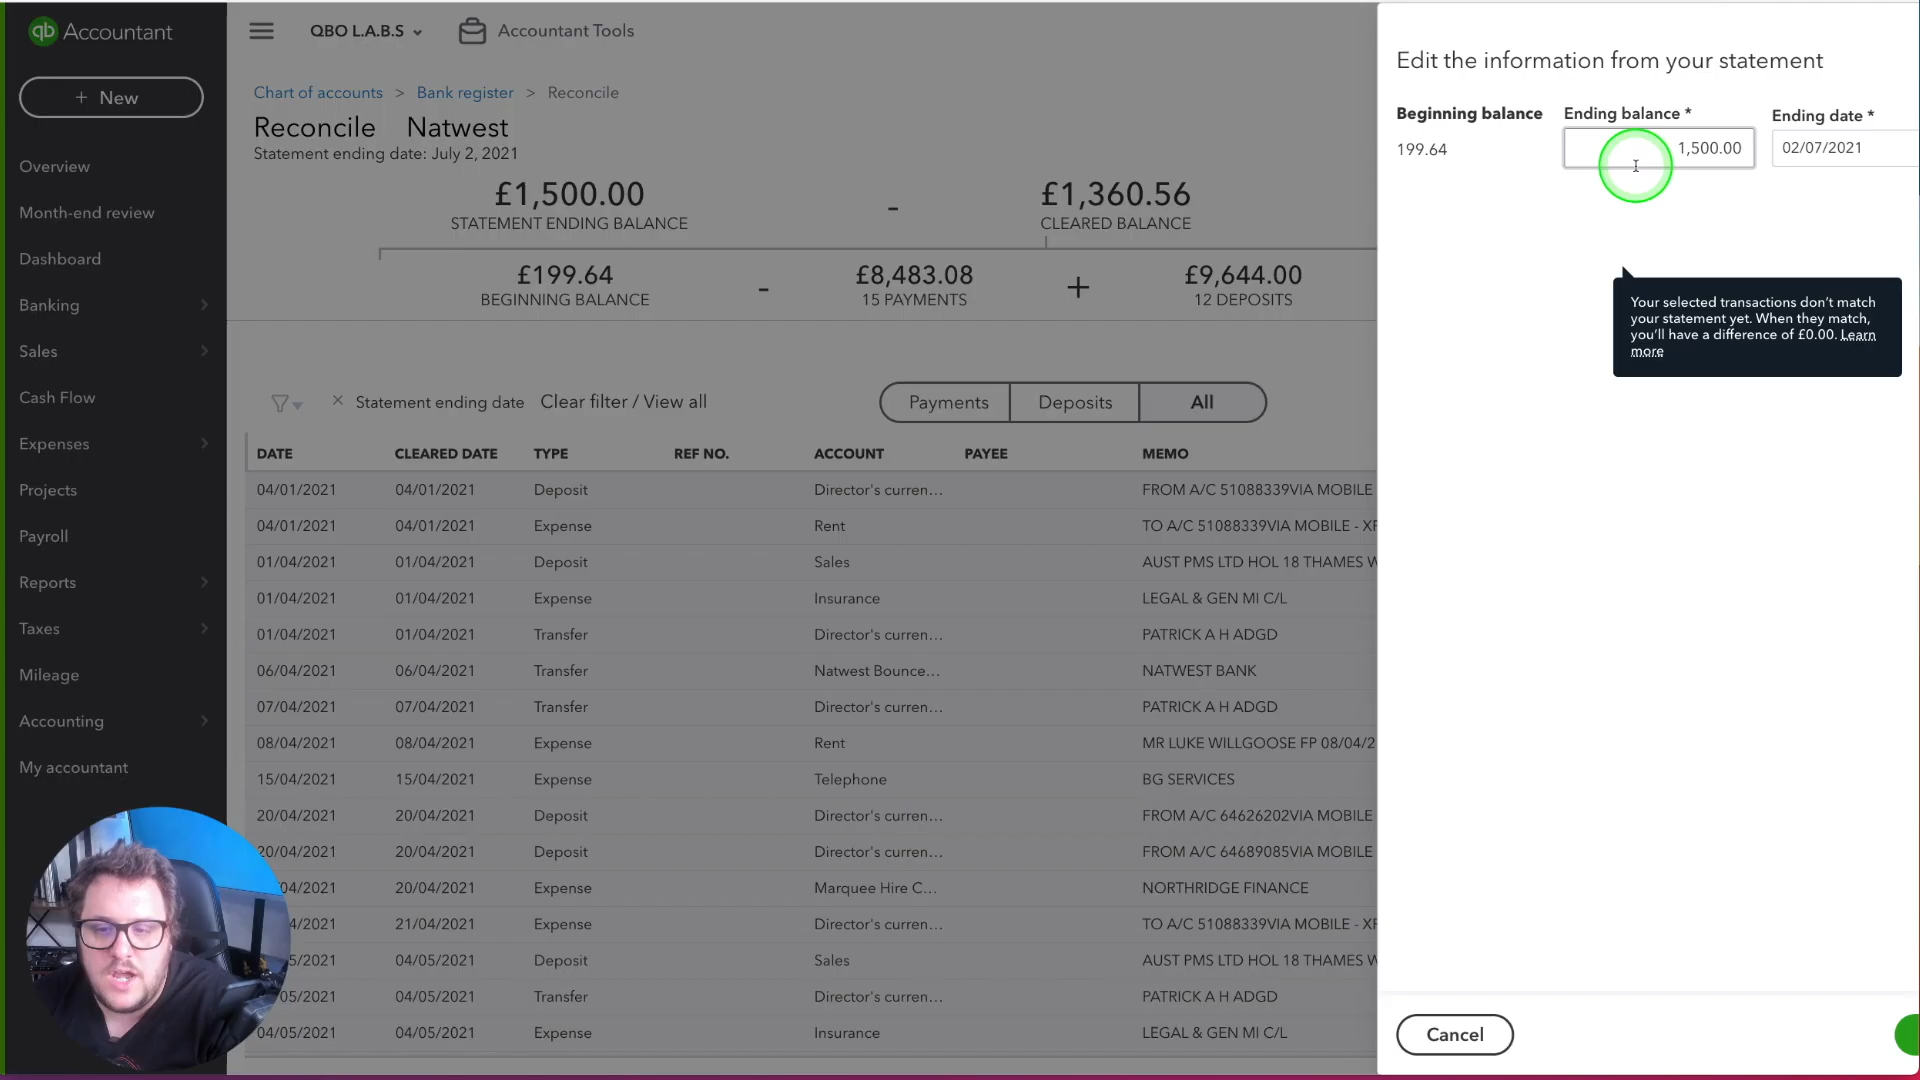 qb Accountant
+ New
Overview
Month-end review
Dashboard
Banking
Sales
Cash Flow
Expenses
Projects
Payroll
Reports
Taxes
Mileage
Accounting
My accountant
QBO L.A.B.S
Accountant Tools
Chart of accounts > Bank register > Reconcile
Reconcile Natwest
Statement ending date: July 2, 2021
£1,500.00 - £1,360.56
STATEMENT ENDING BALANCE CLEARED BALANCE
£199.64 - £8,483.08 + £9,644.00
BEGINNING BALANCE 15 PAYMENTS 12 DEPOSITS
× Statement ending date Clear filter / View all
Payments Deposits All
DATE CLEARED DATE TYPE REF NO. ACCOUNT PAYEE MEMO
04/01/2021 04/01/2021 Deposit Director's curren... FROM A/C 51088339VIA MOBILE
04/01/2021 04/01/2021 Expense Rent TO A/C 51088339VIA MOBILE - XF
01/04/2021 01/04/2021 Deposit Sales AUST PMS LTD HOL 18 THAMES W
01/04/2021 01/04/2021 Expense Insurance LEGAL & GEN MI C/L
01/04/2021 01/04/2021 Transfer Director's curren... PATRICK A H ADGD
06/04/2021 06/04/2021 Transfer Natwest Bounce... NATWEST BANK
07/04/2021 07/04/2021 Transfer Director's curren... PATRICK A H ADGD
08/04/2021 08/04/2021 Expense Rent MR LUKE WILLGOOSE FP 08/04/2
15/04/2021 15/04/2021 Expense Telephone BG SERVICES
20/04/2021 20/04/2021 Deposit Director's curren... FROM A/C 64626202VIA MOBILE
20/04/2021 20/04/2021 Deposit Director's curren... FROM A/C 64689085VIA MOBILE
04/2021 20/04/2021 Expense Marquee Hire C... NORTHRIDGE FINANCE
4/2021 21/04/2021 Expense Director's curren... TO A/C 51088339VIA MOBILE - XF
5/2021 04/05/2021 Deposit Sales AUST PMS LTD HOL 18 THAMES W
05/2021 04/05/2021 Transfer Director's curren... PATRICK A H ADGD
04/05/2021 04/05/2021 Expense Insurance LEGAL & GEN MI C/L
Edit the information from your statement
Beginning balance Ending balance * Ending date *
199.64 1,500.00 02/07/2021
Your selected transactions don't match
your statement yet. When they match,
you'll have a difference of £0.00. Learn
more
Cancel